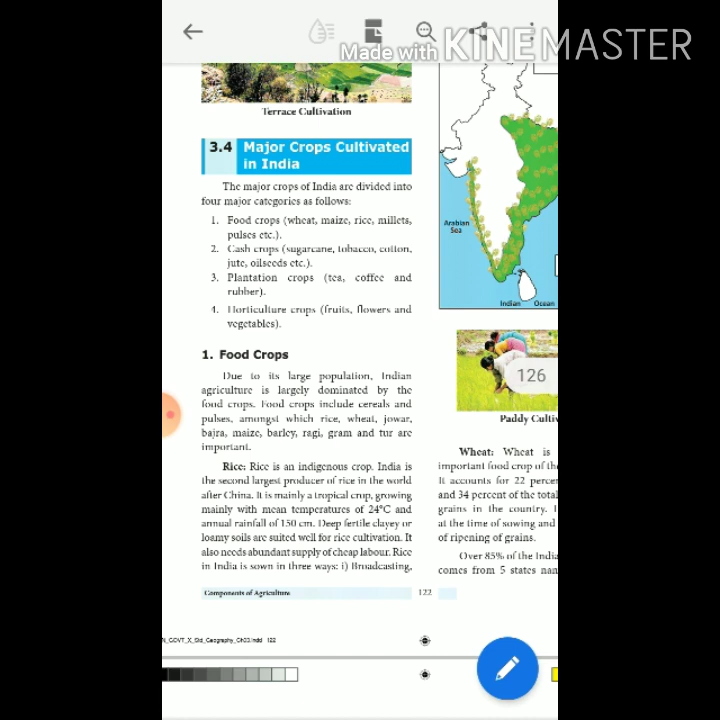 Made with KINEMASTER
Terrace Cultivation
3.4 Major Crops Cultivated
in India
The major crops of India are divided into
four major categories as follows:
1. Food crops (wheat, maize, rice, millets,
pulses etc.).
2. Cash crops (sugarcane, tobacco, cotton,
jute, oilseeds etc.).
3. Plantation crops (tea, coffee and
rubber).
4. Horticulture crops (fruits, flowers and
vegetables).
1. Food Crops
Due to its large population, Indian
agriculture is largely dominated by the
food crops. Food crops include cereals and
pulses, amongst which rice, wheat, jowar,
bajra, maize, barley, ragi, gram and tur are
important.
Rice: Rice is an indigenous crop. India is
the second largest producer of rice in the world
after China. It is mainly a tropical crop, growing
mainly with mean temperatures of 24°C and
annual rainfall of 150 cm. Deep fertile clayey or
loamy soils are suited well for rice cultivation. It
also needs abundant supply of cheap labour. Rice
in India is sown in three ways: i) Broadcasting,
Components of Agriculture
122
N_GOVT_X_Std_Geography_Ch03.indd 122
Arabian
Sea
Indian Ocean
126
Paddy
Wheat: Wheat is
important food crop of
It accounts for 22
and 34 percent of the total
grains in the country.
at the time of sowing and
of ripening of grains.
Over 85% of the
comes from 5 states